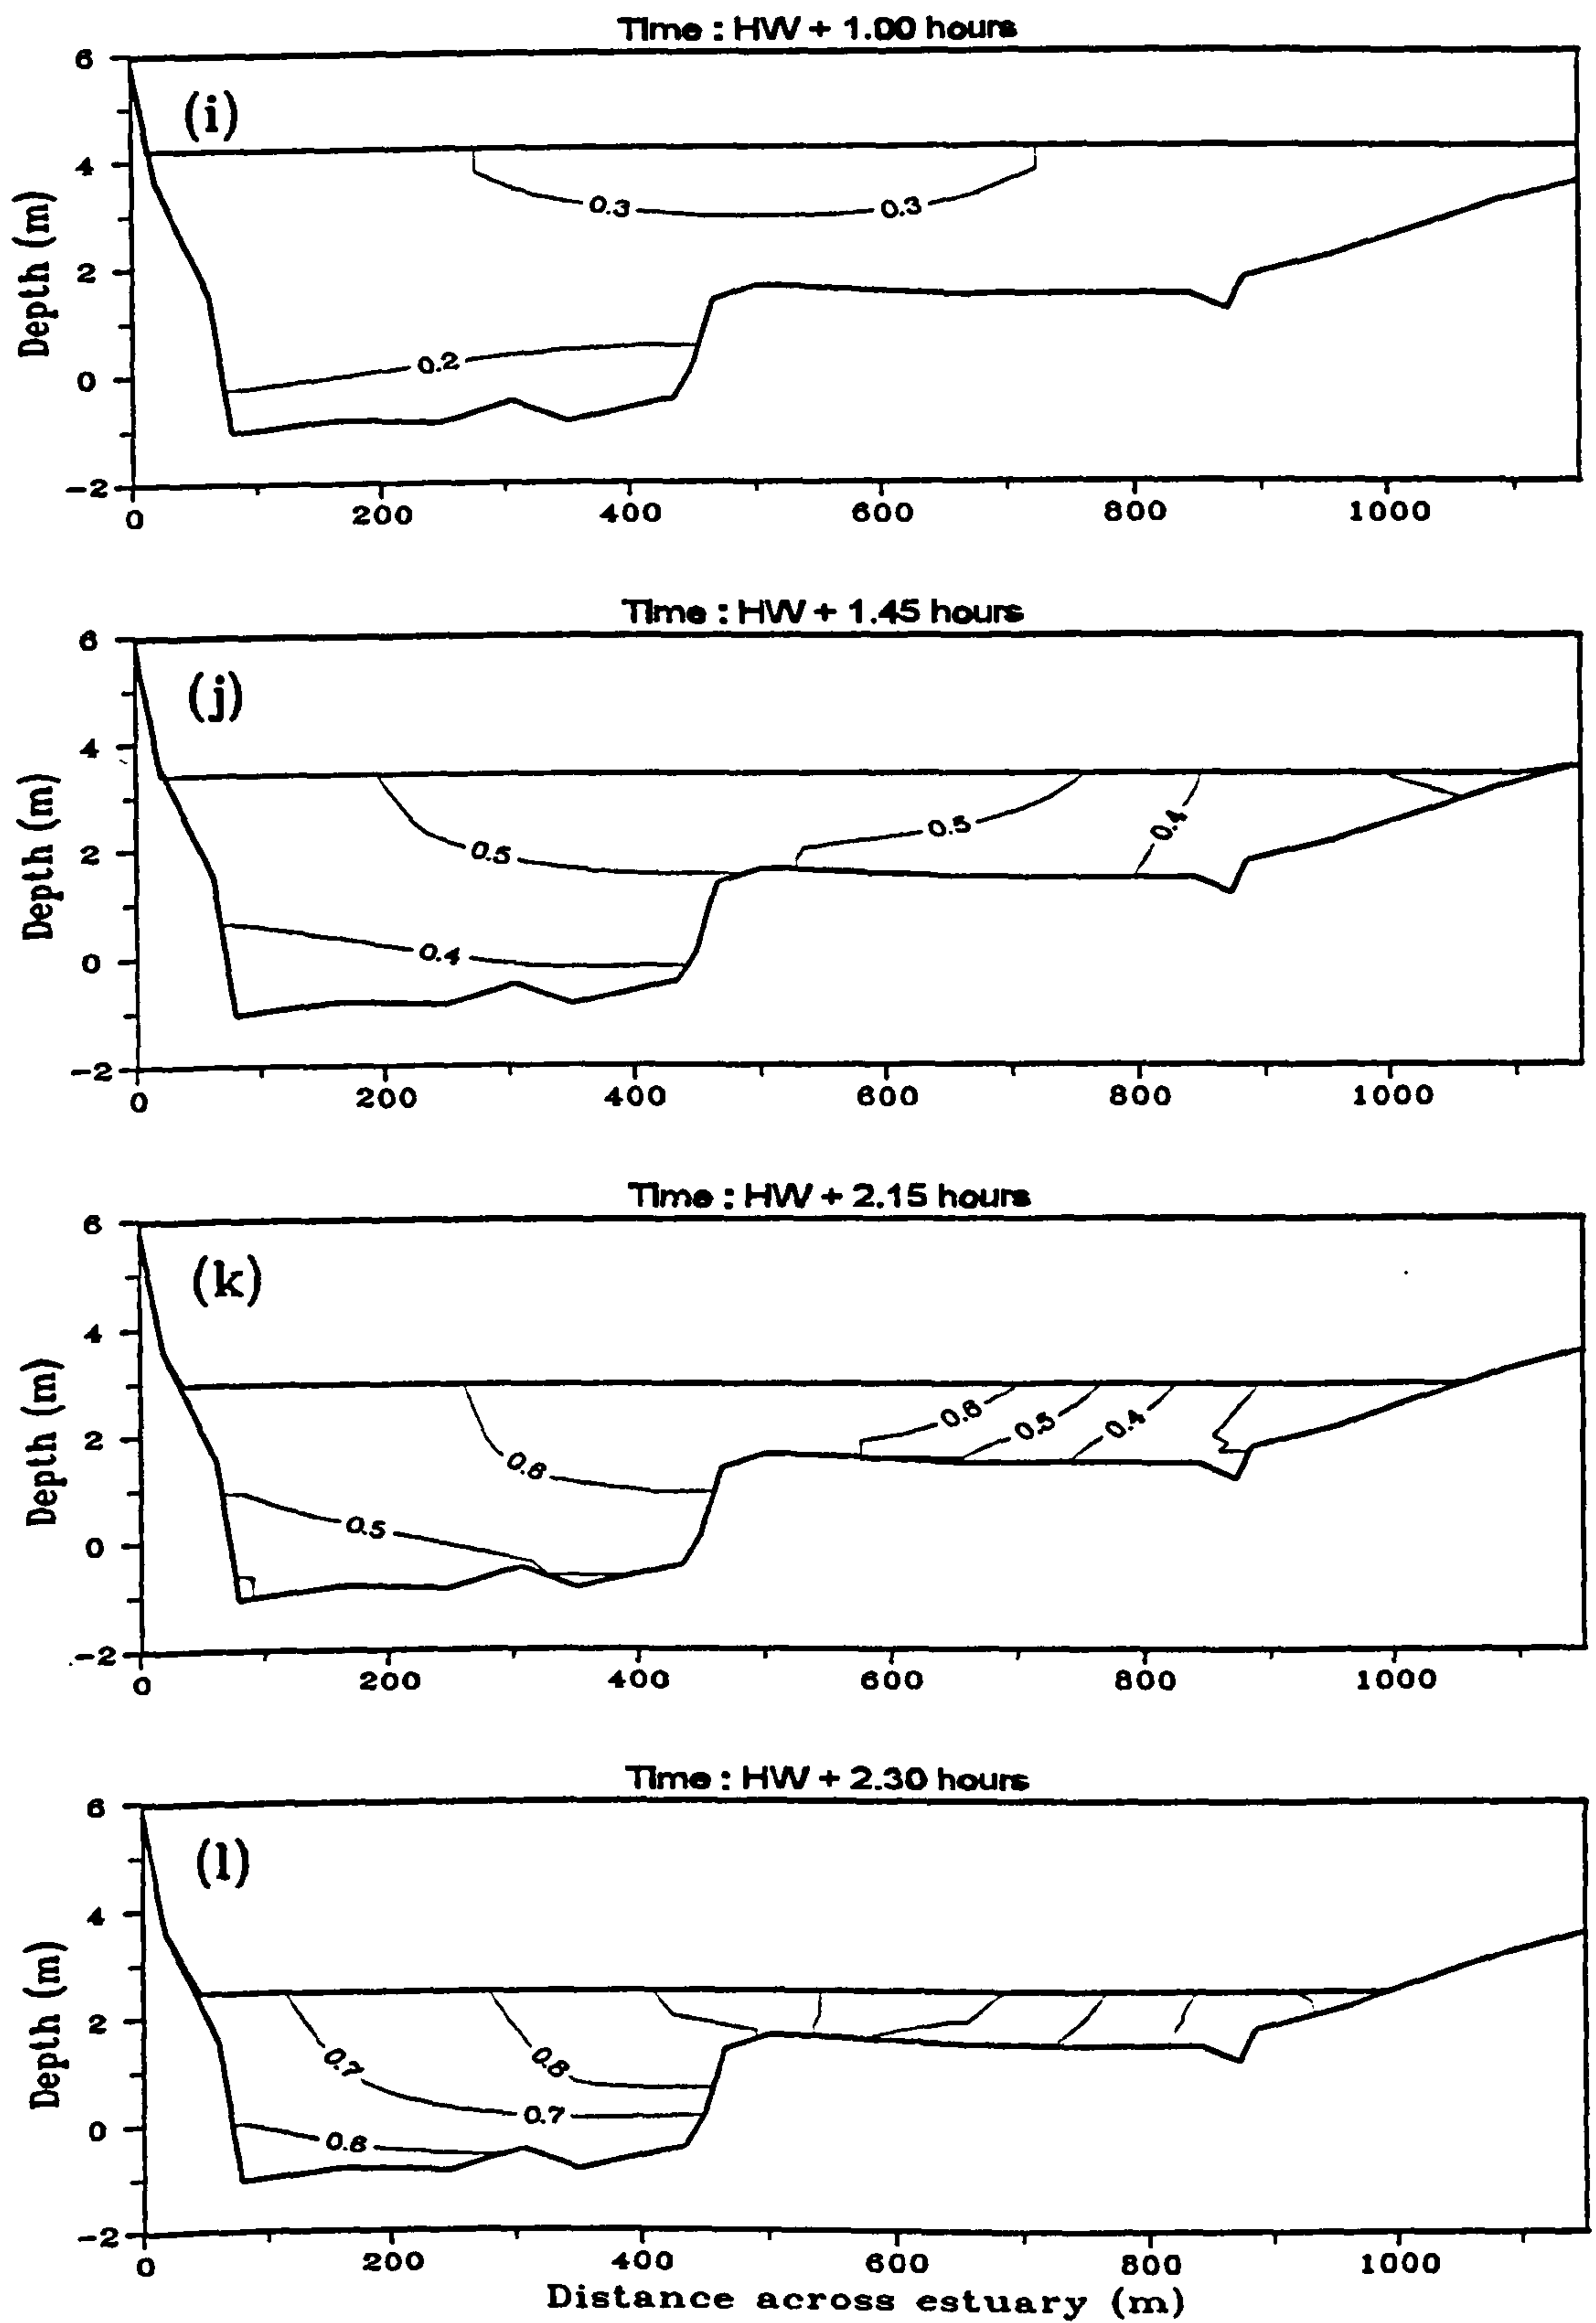 Time : HW + 1.00 hours
(i)
6
4
2
0
-2
Depth (m)
0.3
0.3
0.2
0 200 400 600 800 1000
Time : HW + 1.45 hours
(j)
6
4
2
0
-2
Depth (m)
0.5
0.5
0.4
0.4
0 200 400 600 800 1000
Time : HW + 2.15 hours
(k)
6
4
2
0
-2
Depth (m)
0.6
0.5
0.4
0.6
0.5
0 200 400 600 800 1000
Time : HW + 2.30 hours
(l)
6
4
2
0
-2
Depth (m)
0.7
0.8
0.7
0.6
0 200 400 600 800 1000
Distance across estuary (m)